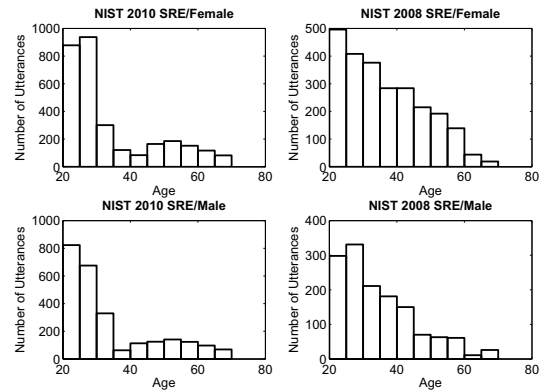 NIST 2010 SRE/Female
1000
800
600
400
200
0
Number of Utterances
20 40 60 80
Age
NIST 2008 SRE/Female
500
400
300
200
100
0
Number of Utterances
20 40 60 80
Age
NIST 2010 SRE/Male
1000
800
600
400
200
0
Number of Utterances
20 40 60 80
Age
NIST 2008 SRE/Male
400
300
200
100
0
Number of Utterances
20 40 60 80
Age